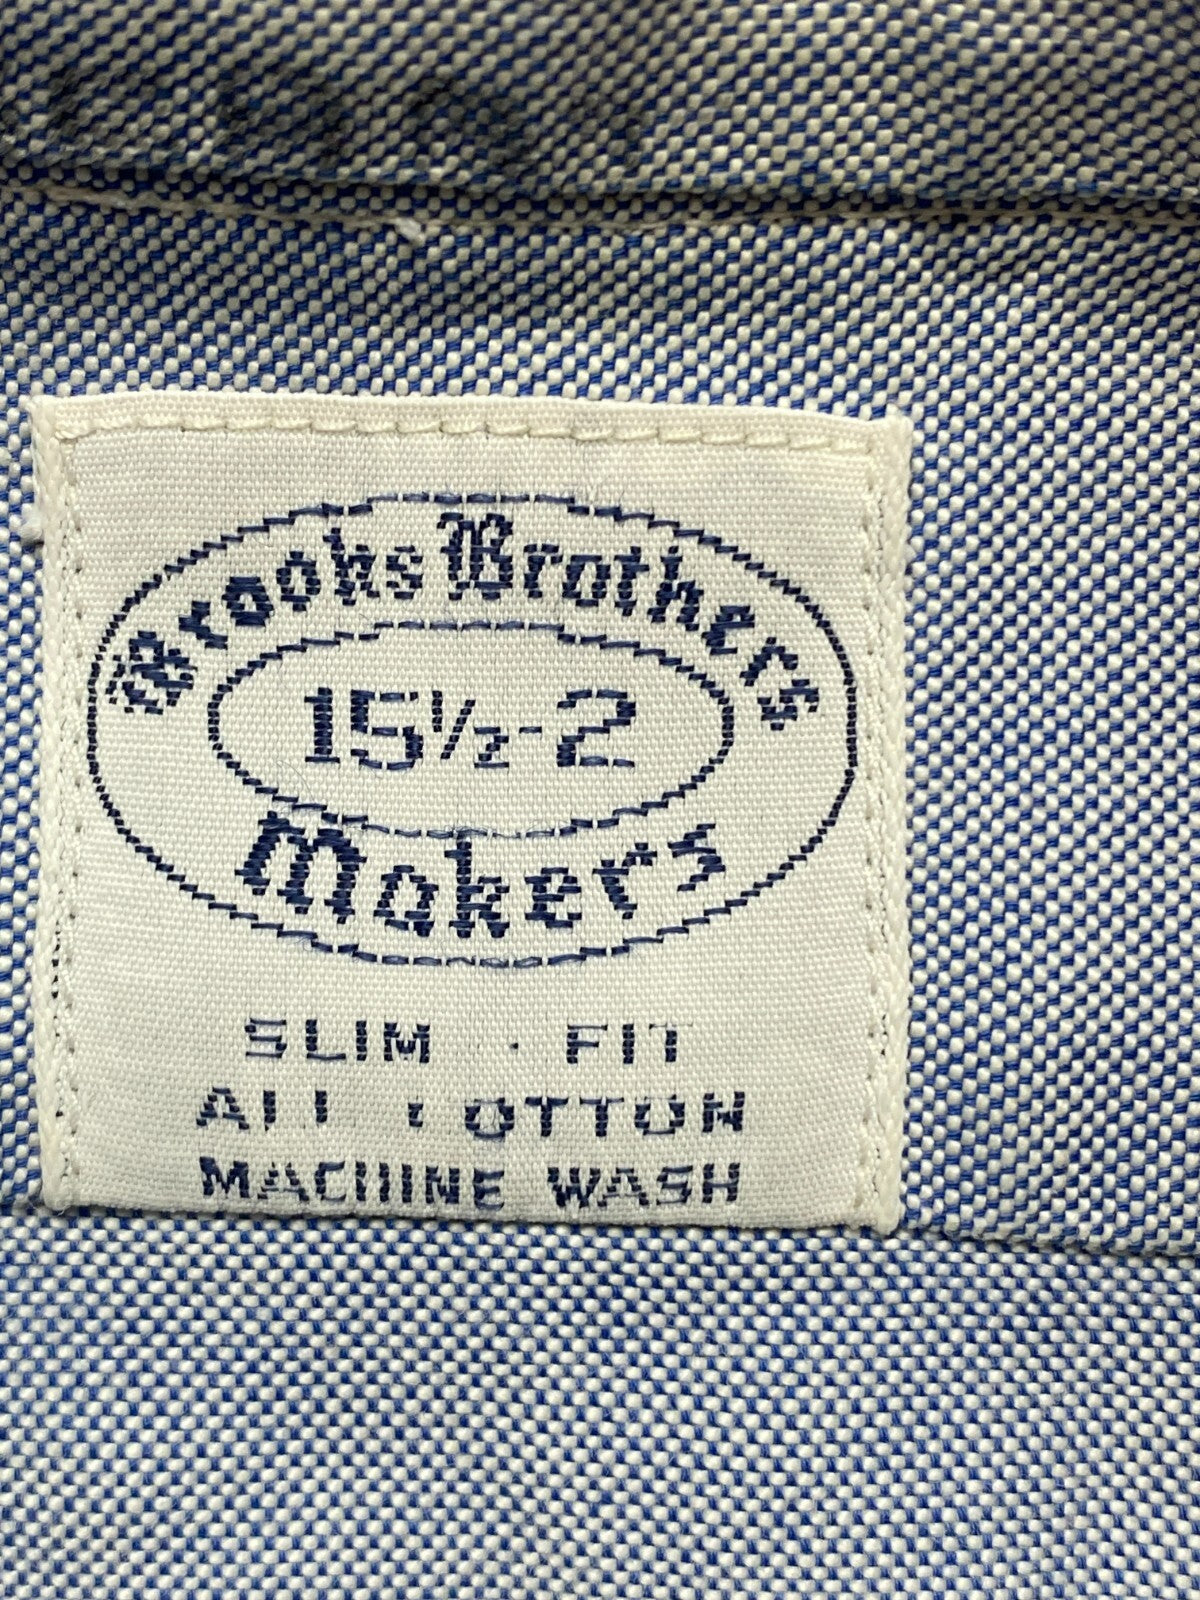 Brooks Brothers
15½-2
Makers
SLIM · FIT
ALL COTTON
MACHINE WASH